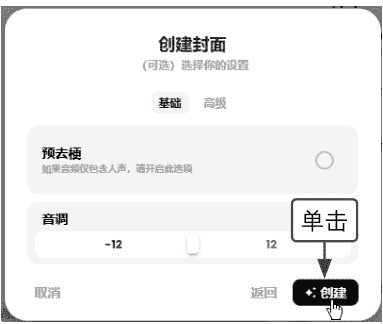 创建封面
(可选) 选择你的设置
基础 高级
预去梗
如果音频仅包含人声，请开启此选项
音调
单击
-12 12
取消 返回 创建